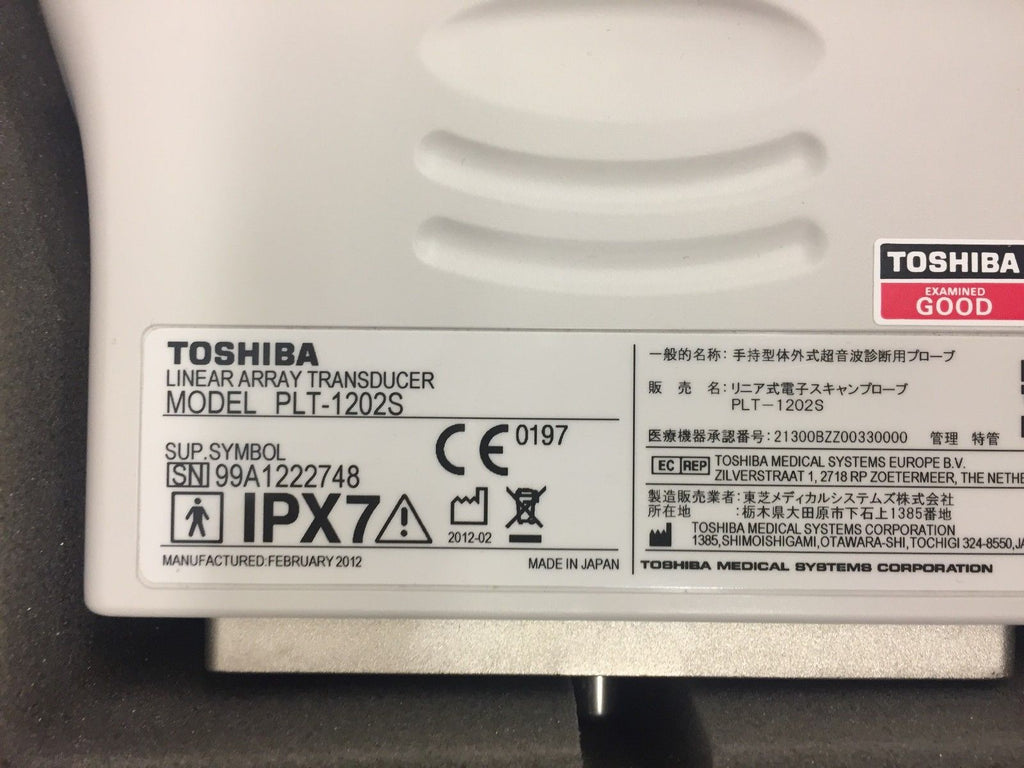 TOSHIBA
EXAMINED
GOOD
TOSHIBA
LINEAR ARRAY TRANSDUCER
MODEL PLT-1202S
SUP.SYMBOL
CE 0197
SN 99A1222748
IPX7
2012-02
MANUFACTURED:FEBRUARY 2012
MADE IN JAPAN
一般的名称：手持型体外式超音波診断用プローブ
販売名：リニア式電子スキャンプローブ
PLT－1202S
医療機器承認番号：21300BZZ00330000 管理 特管
EC REP TOSHIBA MEDICAL SYSTEMS EUROPE B.V.
ZILVERSTRAAT 1, 2718 RP ZOETERMEER, THE NETHE
製造販売業者：東芝メディカルシステムズ株式会社
所在地：栃木県大田原市下石上1385番地
TOSHIBA MEDICAL SYSTEMS CORPORATION
1385,SHIMOISHIGAMI,OTAWARA-SHI,TOCHIGI 324-8550,JA
TOSHIBA MEDICAL SYSTEMS CORPORATION